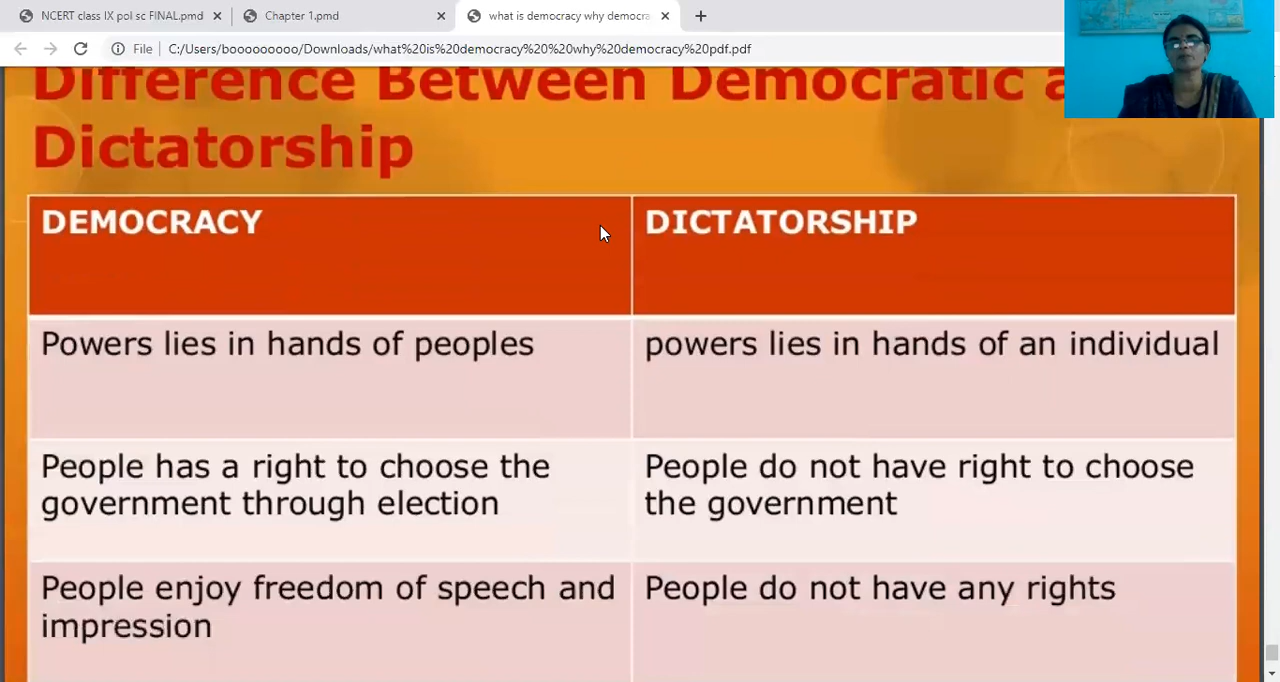 NCERT class IX pol sc FINAL.pmd
Chapter 1.pmd
what is democracy why democra
File
C:/Users/booooooooo/Downloads/what%20is%20democracy%20%20why%20democracy%20pdf.pdf
Difference Between Democratic a
Dictatorship
DEMOCRACY
DICTATORSHIP
Powers lies in hands of peoples
powers lies in hands of an individual
People has a right to choose the
government through election
People do not have right to choose
the government
People enjoy freedom of speech and
impression
People do not have any rights